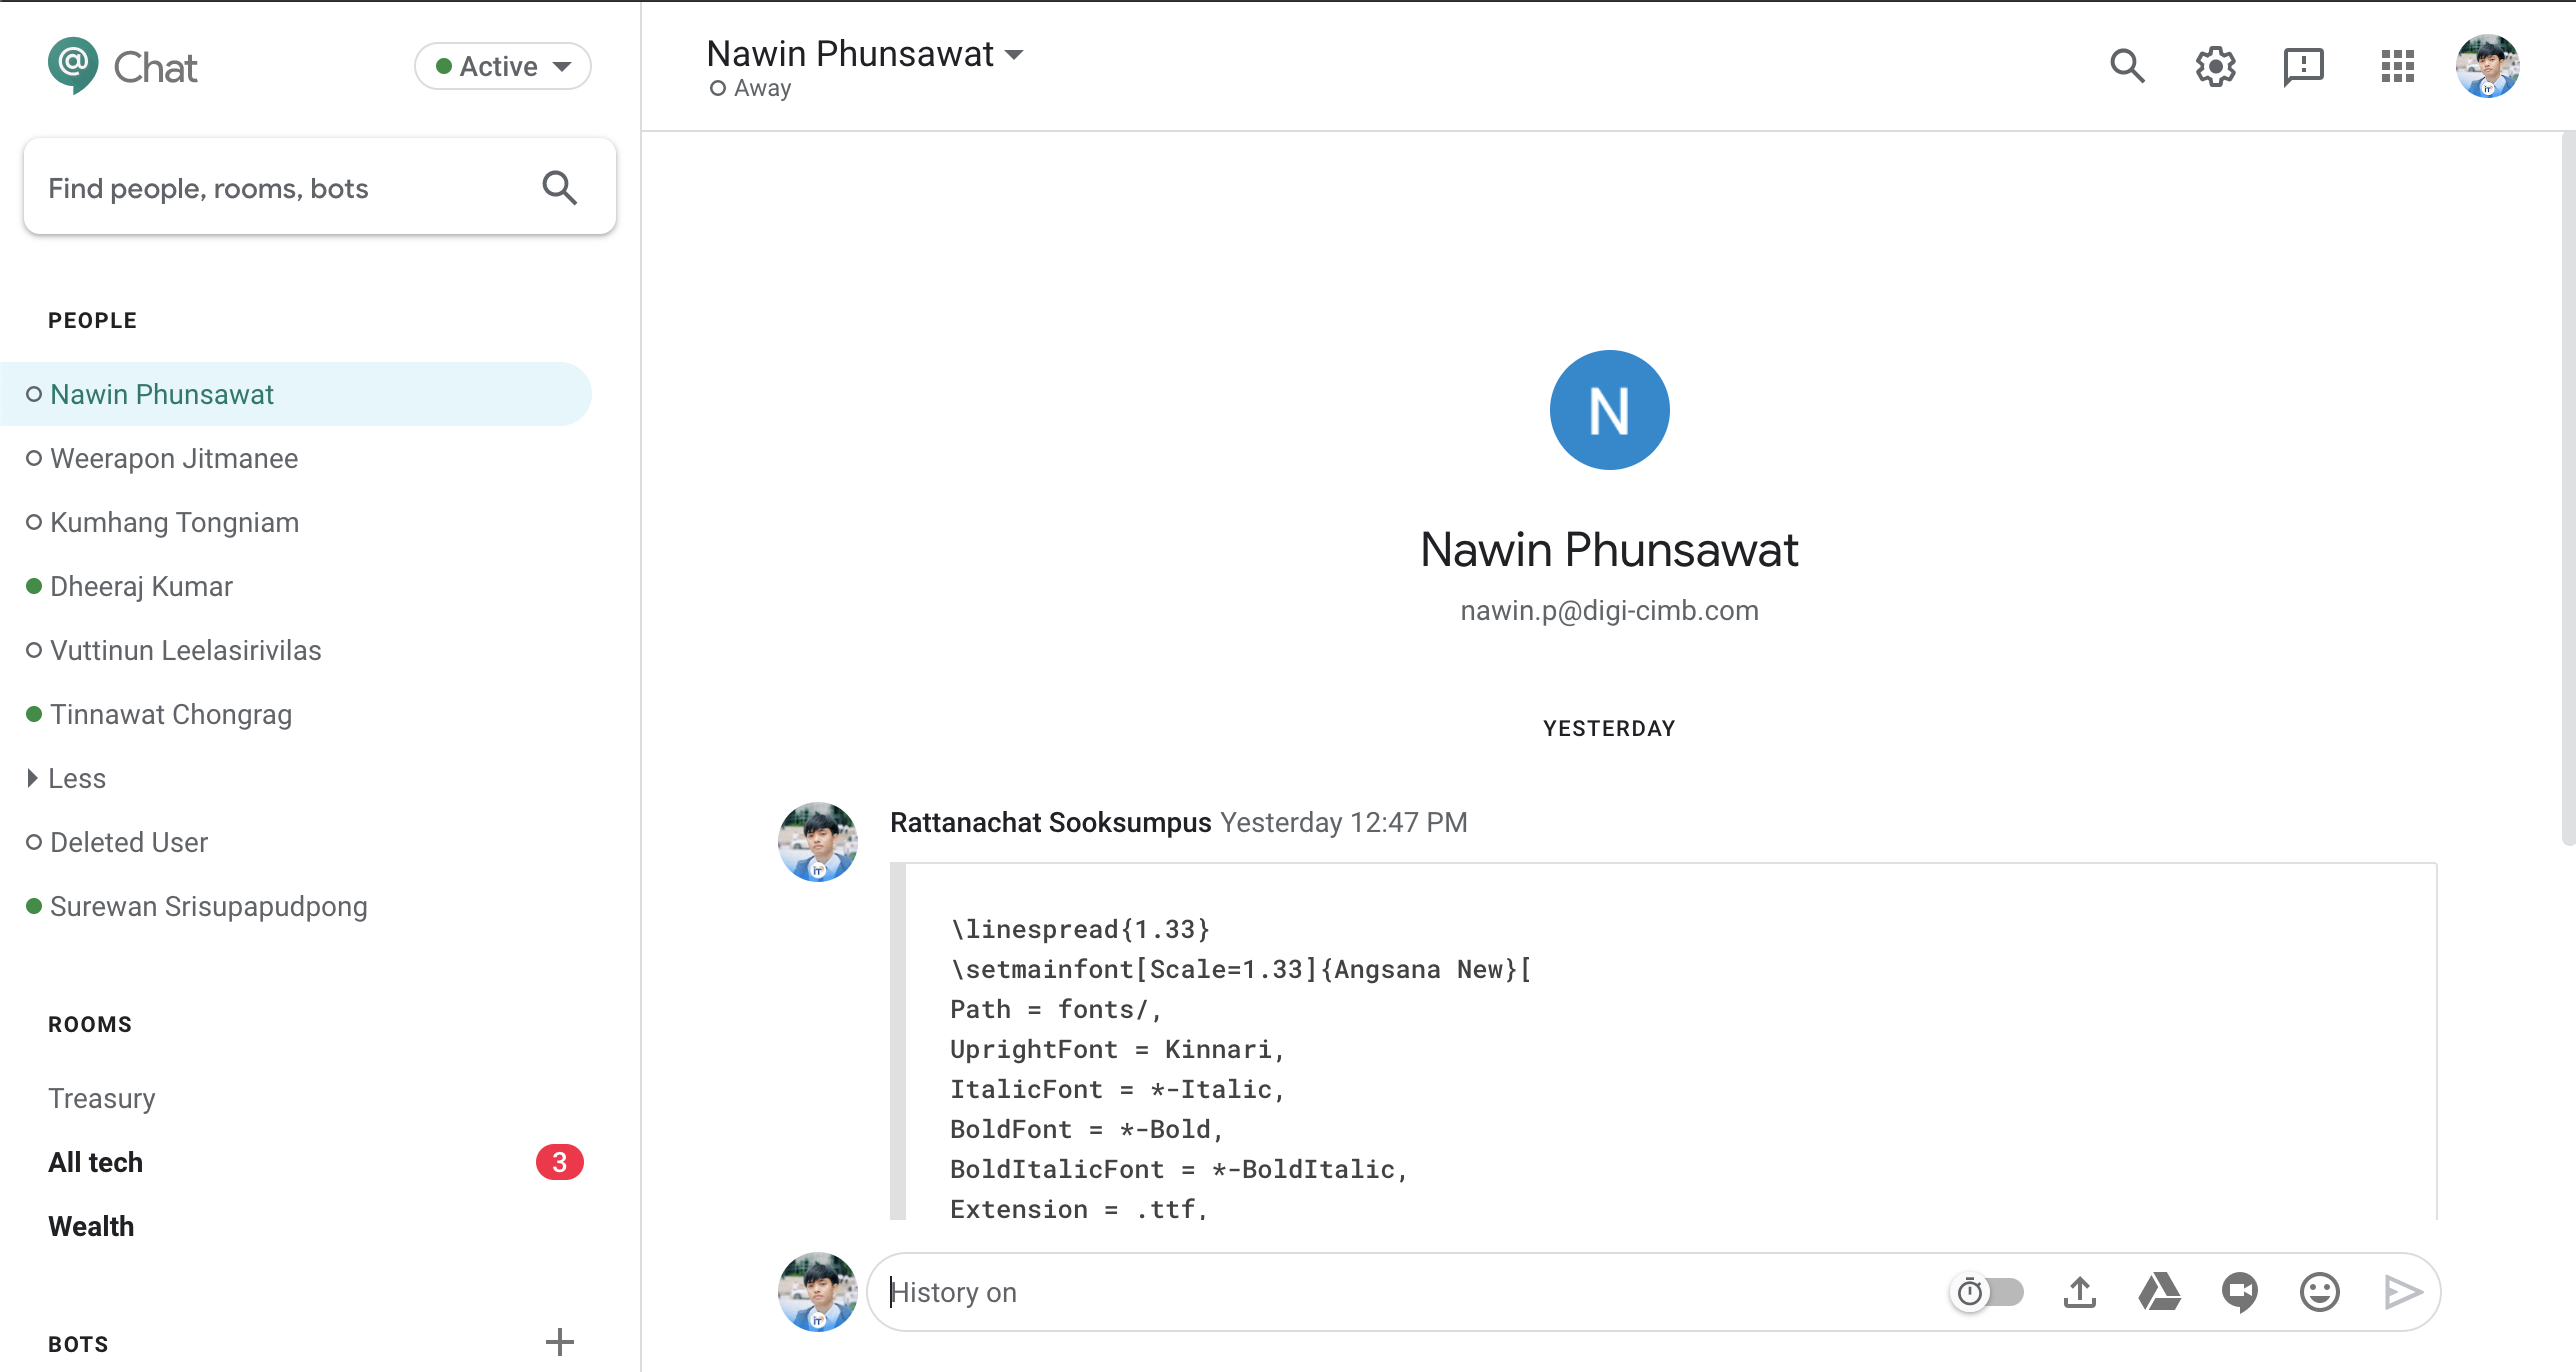 Chat
Active
Find people, rooms, bots
PEOPLE
Nawin Phunsawat
Weerapon Jitmanee
Kumhang Tongniam
Dheeraj Kumar
Vuttinun Leelasirivilas
Tinnawat Chongrag
Less
Deleted User
Surewan Srisupapudpong
ROOMS
Treasury
All tech 3
Wealth
BOTS
Nawin Phunsawat
Away
N
Nawin Phunsawat
nawin.p@digi-cimb.com
YESTERDAY
Rattanachat Sooksumpus Yesterday 12:47 PM
\linespread{1.33}
\setmainfont[Scale=1.33]{Angsana New}[
Path = fonts/,
UprightFont = Kinnari,
ItalicFont = *-Italic,
BoldFont = *-Bold,
BoldItalicFont = *-BoldItalic,
Extension = .ttf,
History on